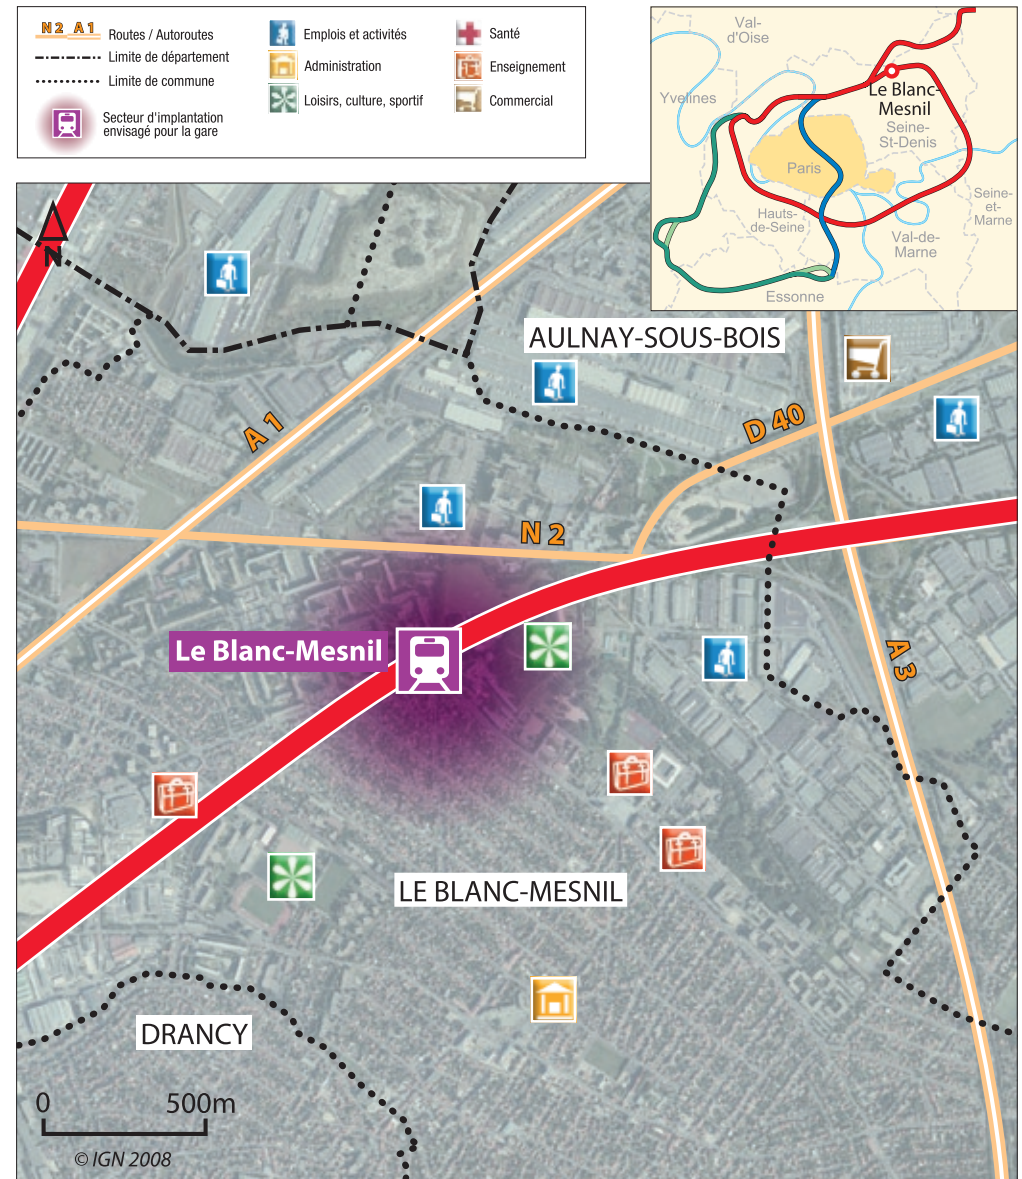 N 2 A 1
Routes / Autoroutes
Limite de département
Limite de commune
Secteur d'implantation
envisagé pour la gare
Emplois et activités
Administration
Loisirs, culture, sportif
Santé
Enseignement
Commercial
Val-
d'Oise
Yvelines
Le Blanc-
Mesnil
Seine-
St-Denis
Paris
Hauts-
de-Seine
Seine-
et-
Marne
Val-de-
Marne
Essonne
N
AULNAY-SOUS-BOIS
A 1
D 40
N 2
A 3
Le Blanc-Mesnil
LE BLANC-MESNIL
DRANCY
0 500m
© IGN 2008